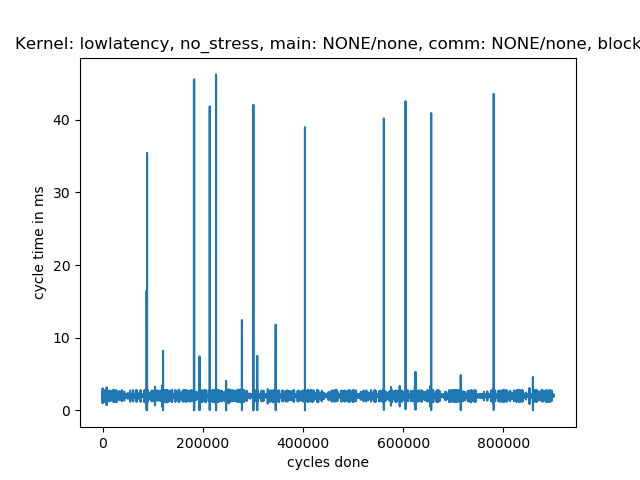 Kernel: lowlatency, no_stress, main: NONE/none, comm: NONE/none, block
cycle time in ms
40
30
20
10
0
0 200000 400000 600000 800000
cycles done